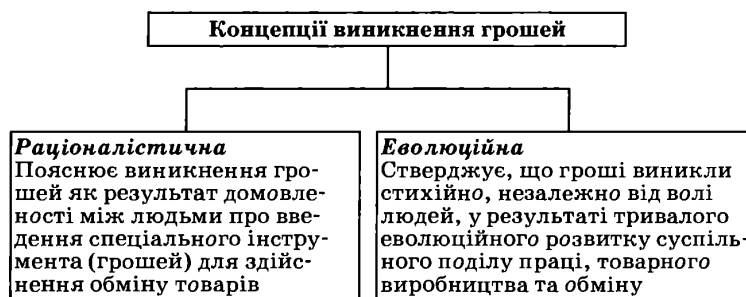 Концепції виникнення грошей
Раціоналістична
Пояснює виникнення гро-
шей як результат домовле-
ності між людьми про вве-
дення спеціального інстру-
мента (грошей) для здійс-
нення обміну товарів
Еволюційна
Стверджує, що гроші виникли
стихійно, незалежно від волі
людей, у результаті тривалого
еволюційного розвитку суспіль-
ного поділу праці, товарного
виробництва та обміну